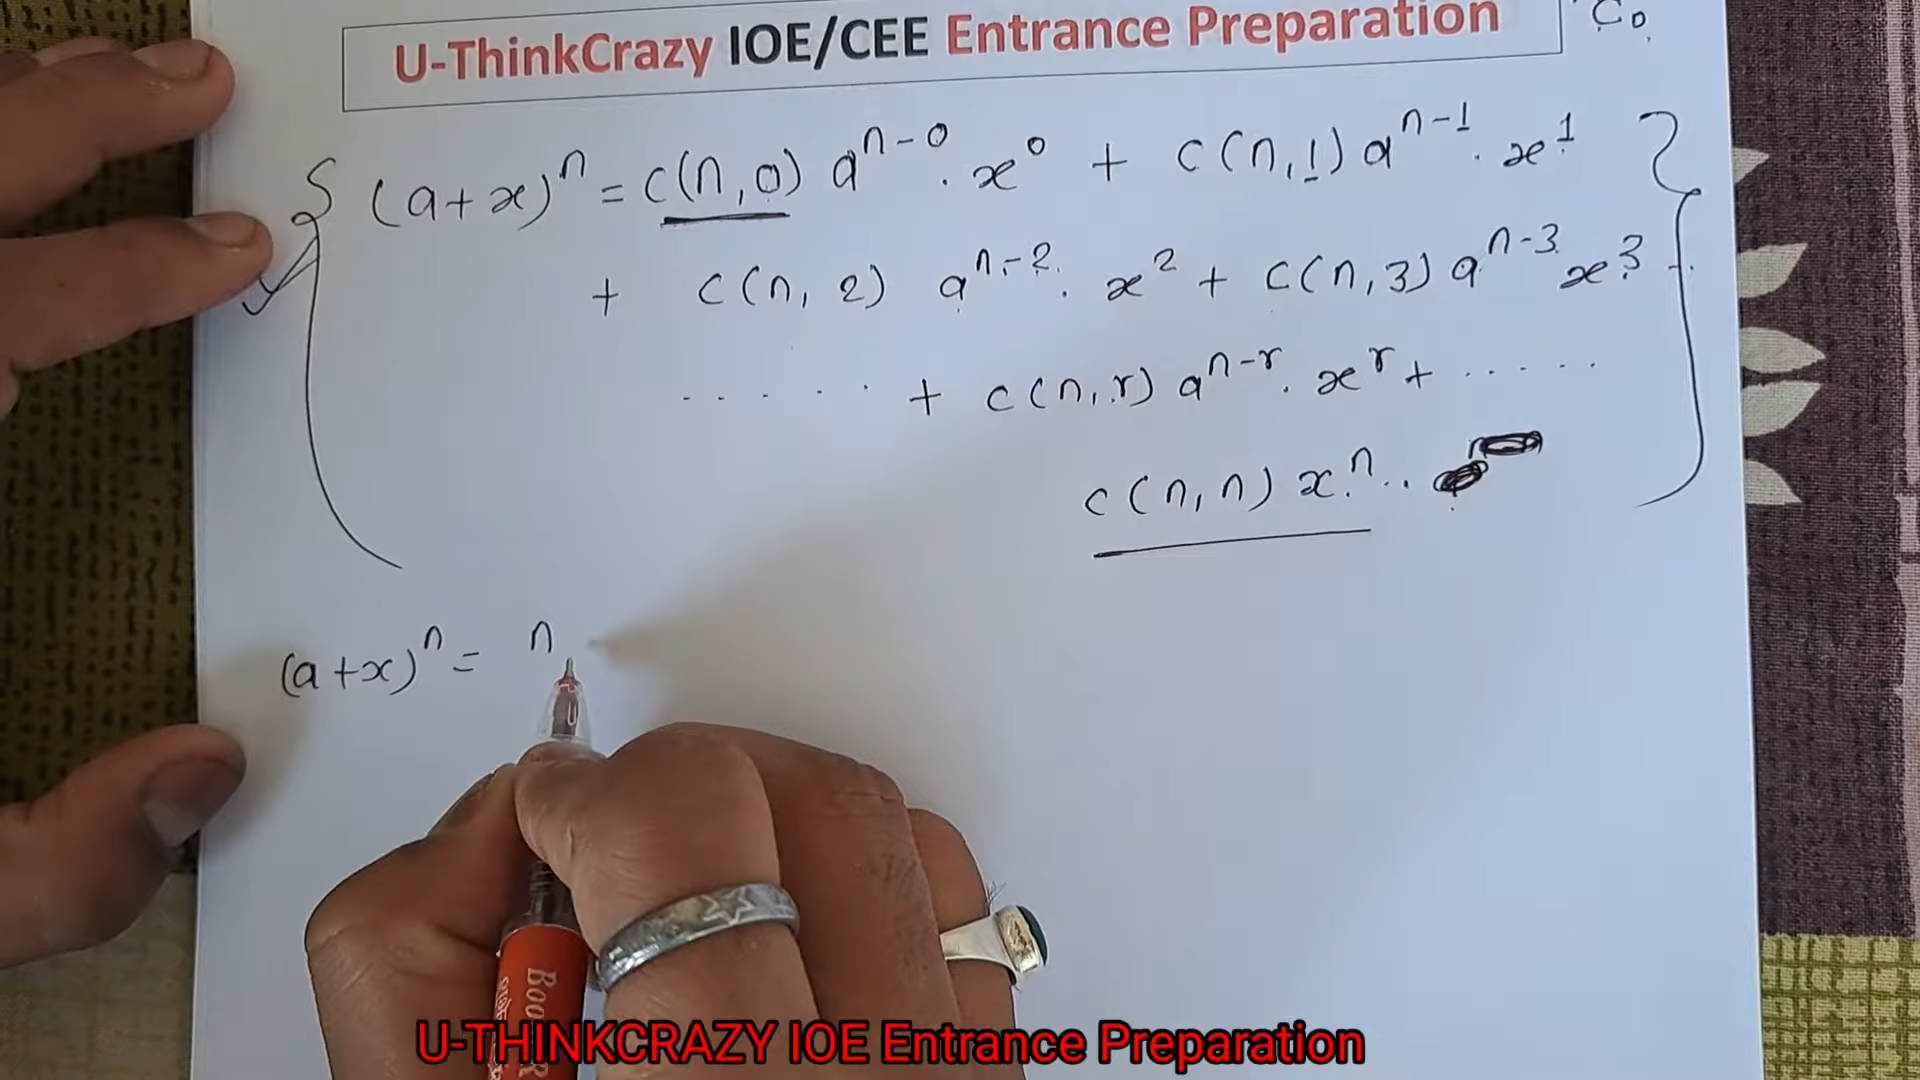 U-ThinkCrazy IOE/CEE Entrance Preparation
C₀
(a+x)ⁿ = c(n,0) aⁿ⁻⁰ . x⁰ + c(n,1) aⁿ⁻¹ . x¹
+ c(n,2) aⁿ⁻² . x² + c(n,3) aⁿ⁻³ x³ +
..... + c(n,r) aⁿ⁻ʳ . xʳ + .....
c(n,n) xⁿ..
(a+x)ⁿ = n
U-THINKCRAZY IOE Entrance Preparation